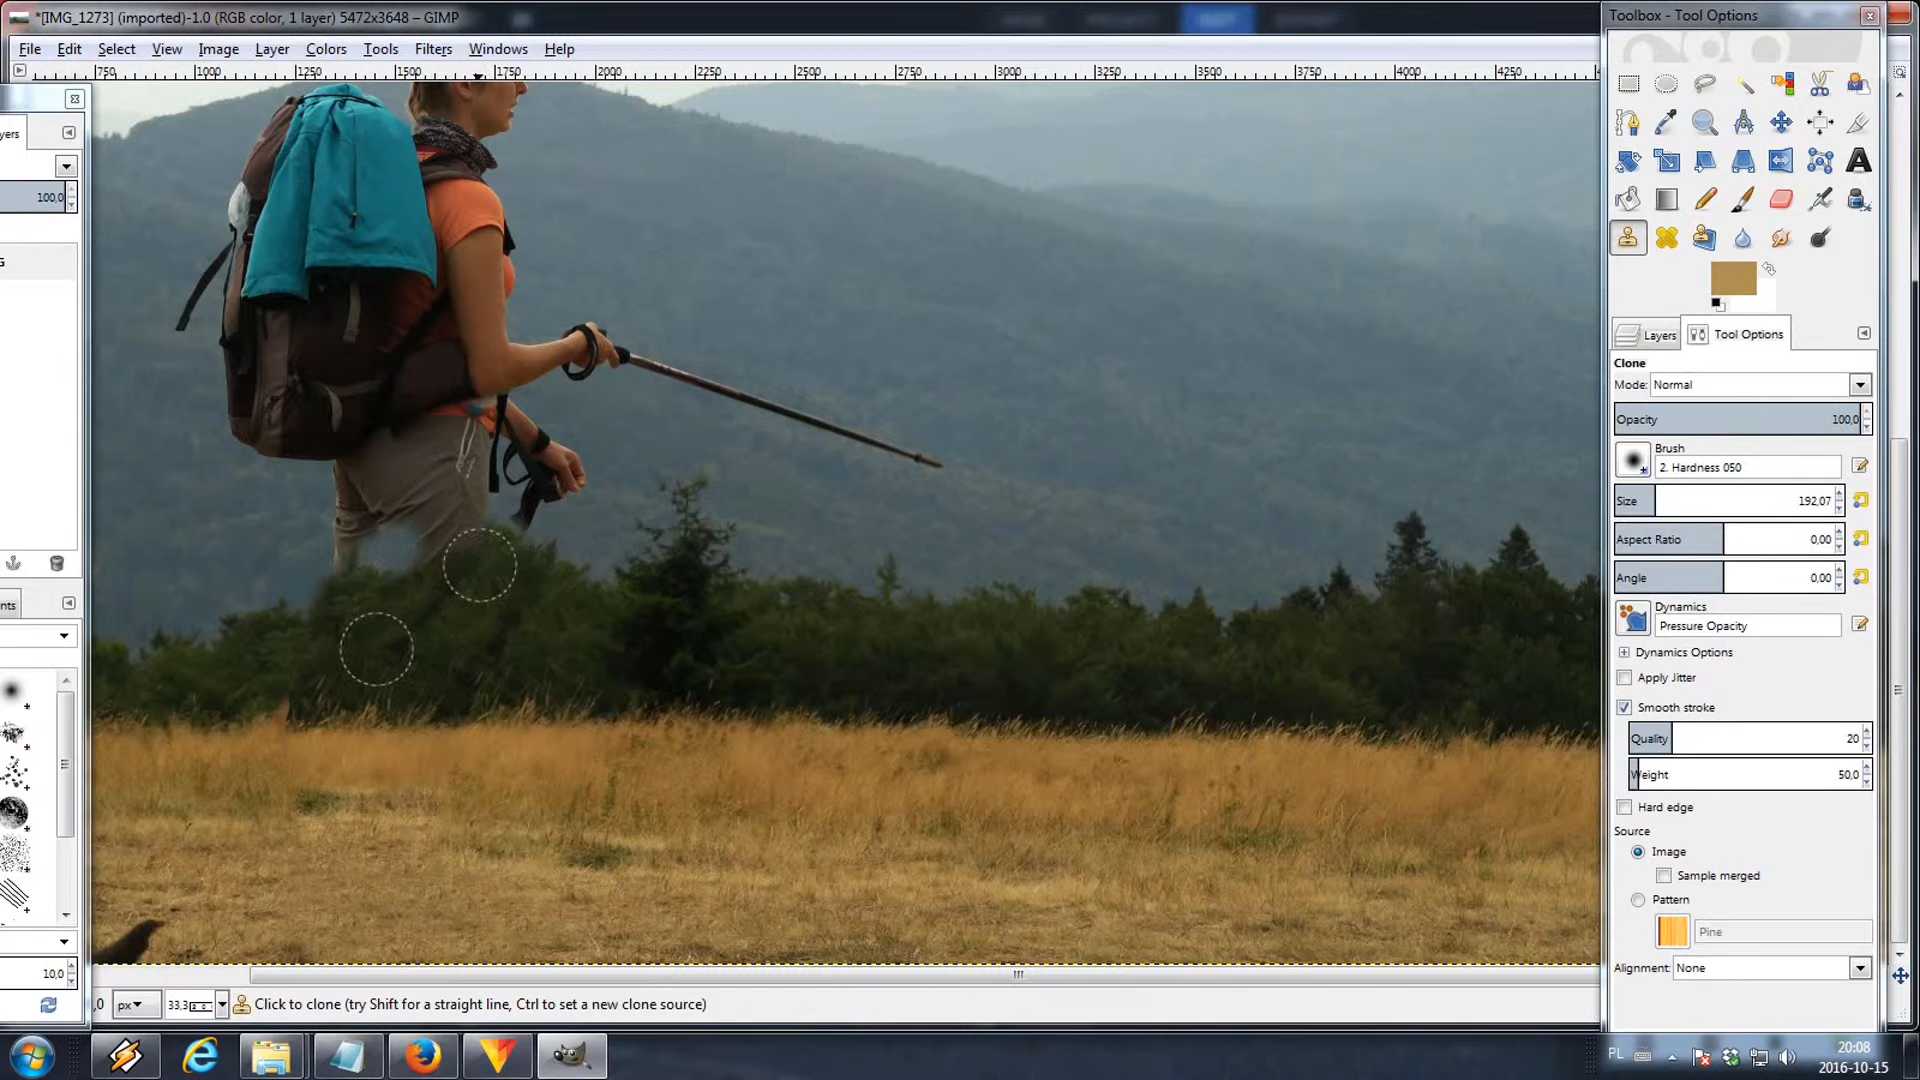 *[IMG_1273] (imported)-1.0 (RGB color, 1 layer) 5472x3648 – GIMP
File Edit Select View Image Layer Colors Tools Filters Windows Help
750 1000 1250 1500 1750 2000 2250 2500 2750 3000 3250 3500 3750 4000 4250
yers
100,0
G
nts
10,0
,0 px 33,3 Click to clone (try Shift for a straight line, Ctrl to set a new clone source)
Toolbox - Tool Options
Layers Tool Options
Clone
Mode: Normal
Opacity 100,0
Brush
2. Hardness 050
Size 192,07
Aspect Ratio 0,00
Angle 0,00
Dynamics
Pressure Opacity
Dynamics Options
Apply Jitter
Smooth stroke
Quality 20
Weight 50,0
Hard edge
Source
Image
Sample merged
Pattern
Pine
Alignment: None
PL
20:08
2016-10-15